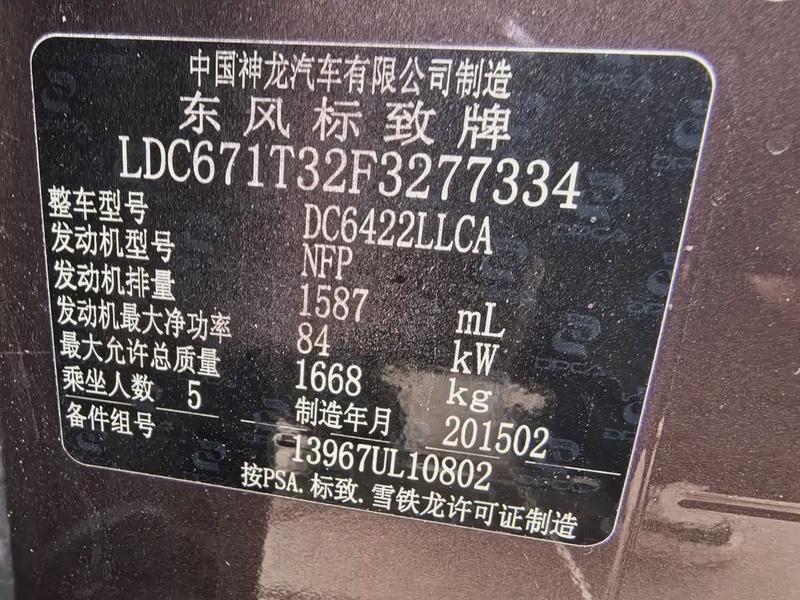 中国神龙汽车有限公司制造
东风标致牌
LDC671T32F3277334
整车型号 DC6422LLCA
发动机型号 NFP
发动机排量 1587 mL
发动机最大净功率 84 kW
最大允许总质量 1668 kg
乘坐人数 5 制造年月 201502
备件组号 13967UL10802
按PSA.标致.雪铁龙许可证制造